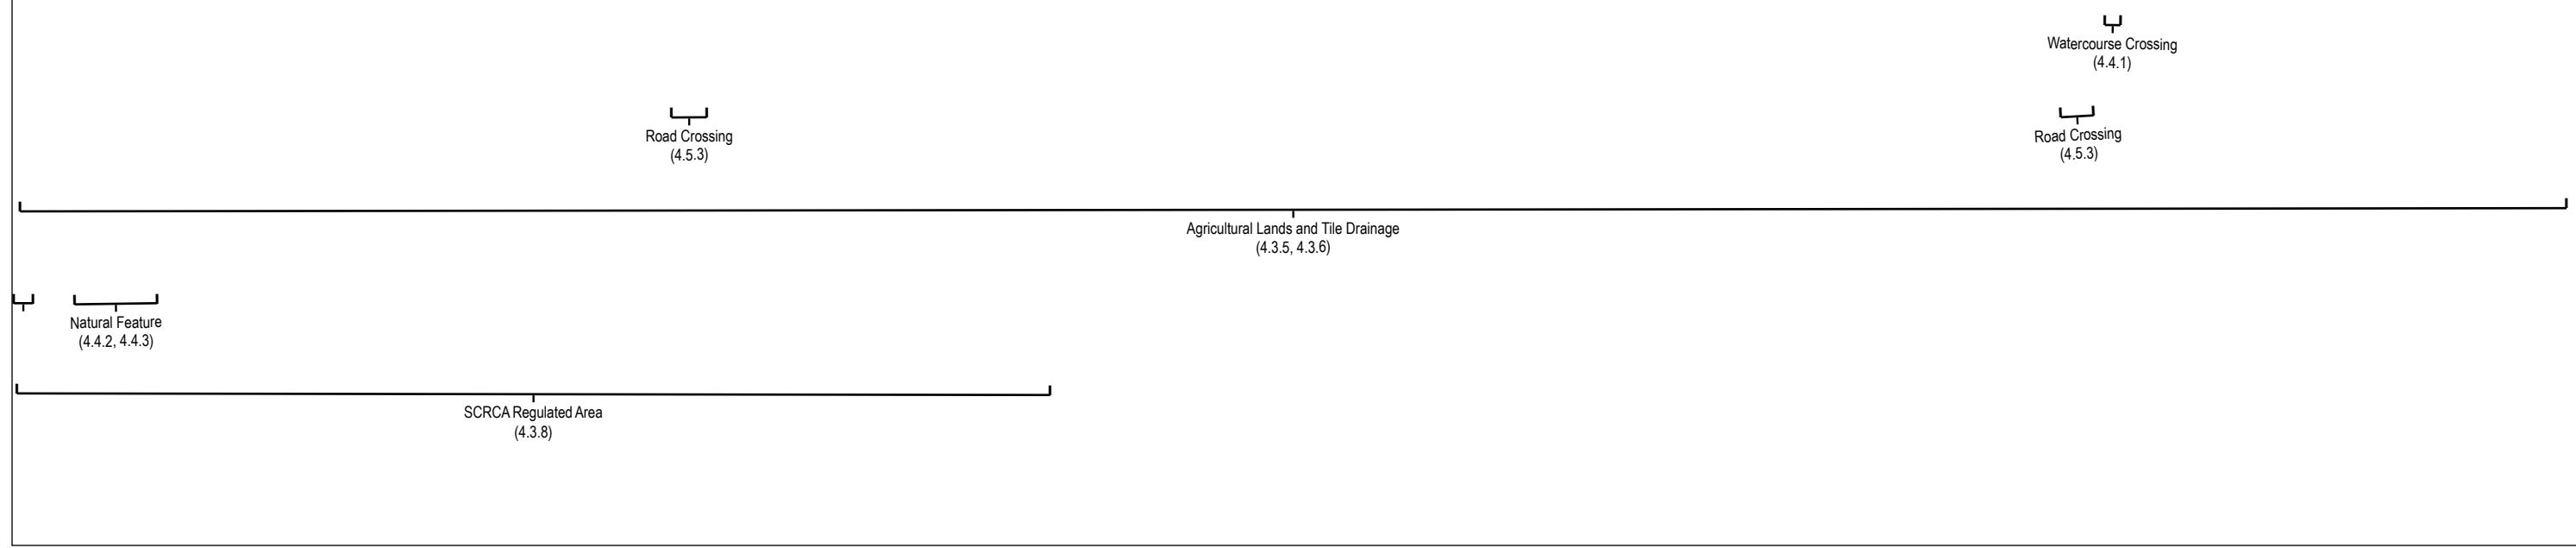 Watercourse Crossing
(4.4.1)
Road Crossing
(4.5.3)
Road Crossing
(4.5.3)
Agricultural Lands and Tile Drainage
(4.3.5, 4.3.6)
Natural Feature
(4.4.2, 4.4.3)
SCRCA Regulated Area
(4.3.8)